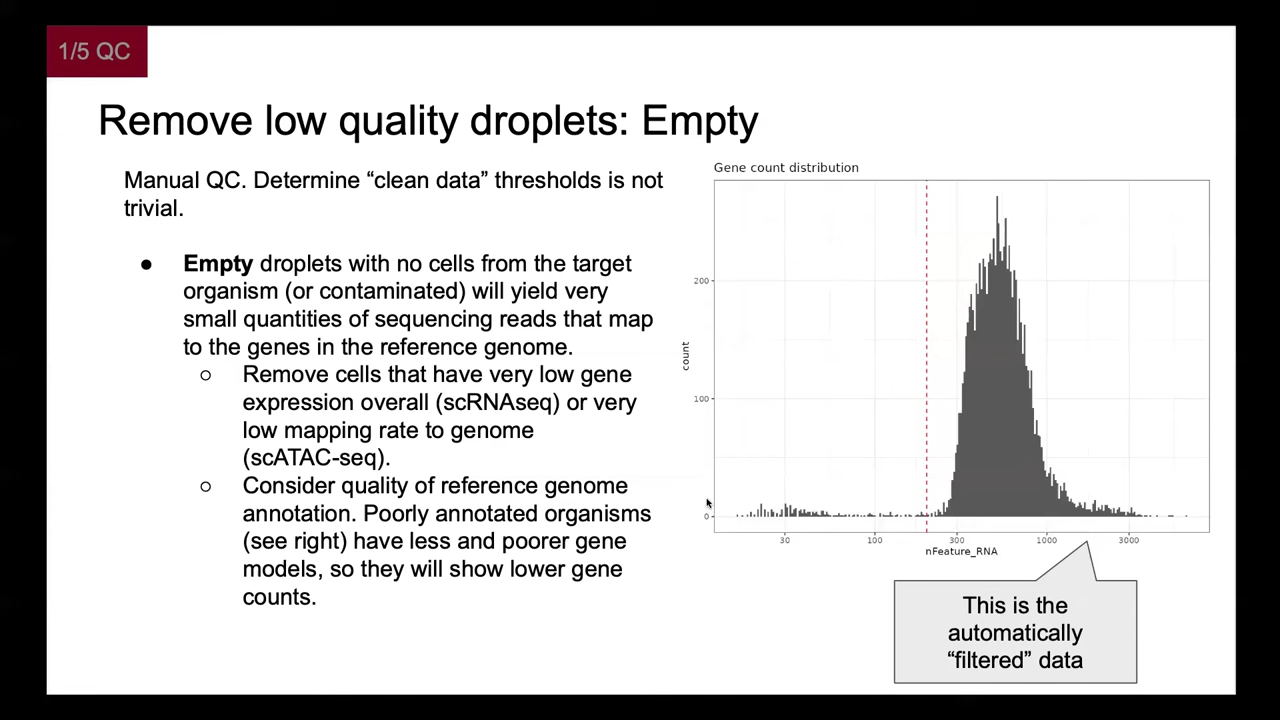 1/5 QC
Remove low quality droplets: Empty
Manual QC. Determine “clean data” thresholds is not
trivial.
● Empty droplets with no cells from the target
organism (or contaminated) will yield very
small quantities of sequencing reads that map
to the genes in the reference genome.
○ Remove cells that have very low gene
expression overall (scRNAseq) or very
low mapping rate to genome
(scATAC-seq).
○ Consider quality of reference genome
annotation. Poorly annotated organisms
(see right) have less and poorer gene
models, so they will show lower gene
counts.
Gene count distribution
count
200
100
0
30 100 300 1000 3000
nFeature_RNA
This is the
automatically
“filtered” data